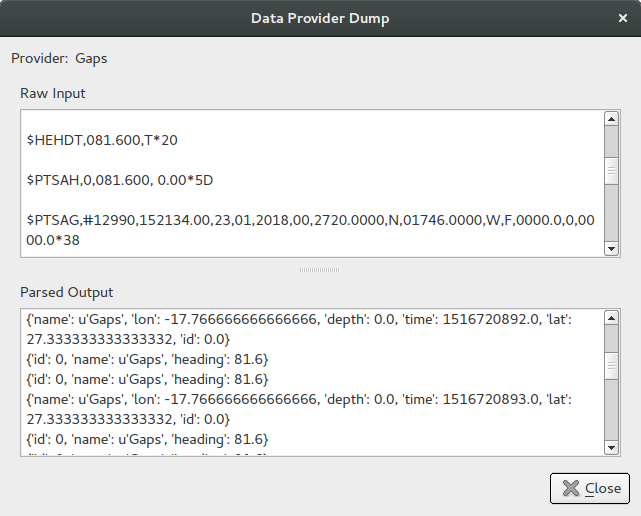 Data Provider Dump
Provider: Gaps
Raw Input
$HEHDT,081.600,T*20
$PTSAH,0,081.600, 0.00*5D
$PTSAG,#12990,152134.00,23,01,2018,00,2720.0000,N,01746.0000,W,F,0000.0,0,00
00.0*38
Parsed Output
{'name': u'Gaps', 'lon': -17.766666666666666, 'depth': 0.0, 'time': 1516720892.0, 'lat':
27.333333333333332, 'id': 0.0}
{'id': 0, 'name': u'Gaps', 'heading': 81.6}
{'id': 0, 'name': u'Gaps', 'heading': 81.6}
{'name': u'Gaps', 'lon': -17.766666666666666, 'depth': 0.0, 'time': 1516720893.0, 'lat':
27.333333333333332, 'id': 0.0}
{'id': 0, 'name': u'Gaps', 'heading': 81.6}
Close